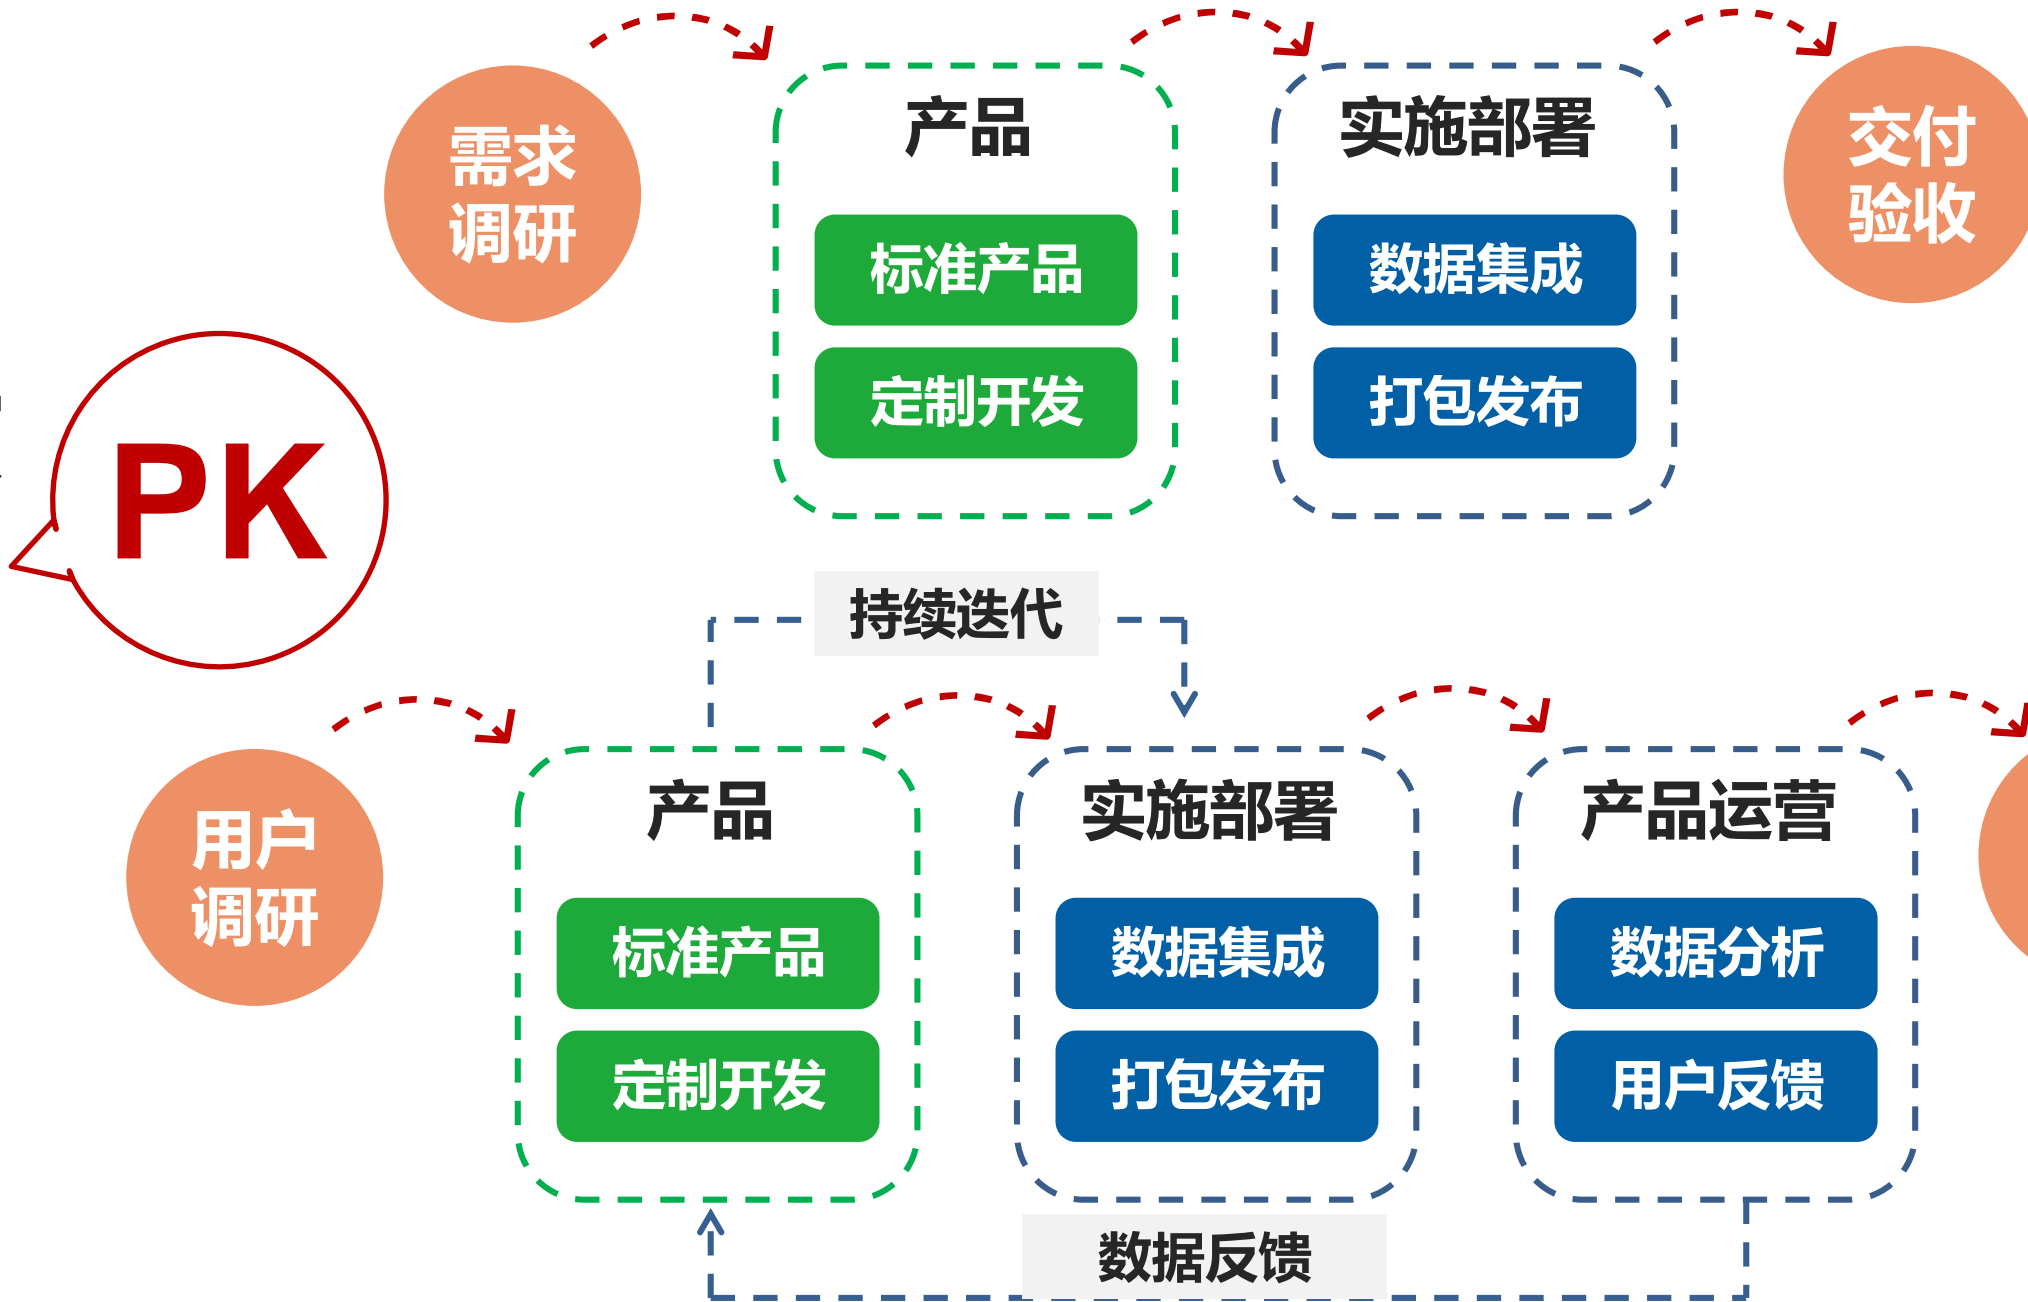 需求
调研
产品
标准产品
定制开发
实施部署
数据集成
打包发布
交付
验收
PK
持续迭代
用户
调研
产品
标准产品
定制开发
实施部署
数据集成
打包发布
产品运营
数据分析
用户反馈
数据反馈